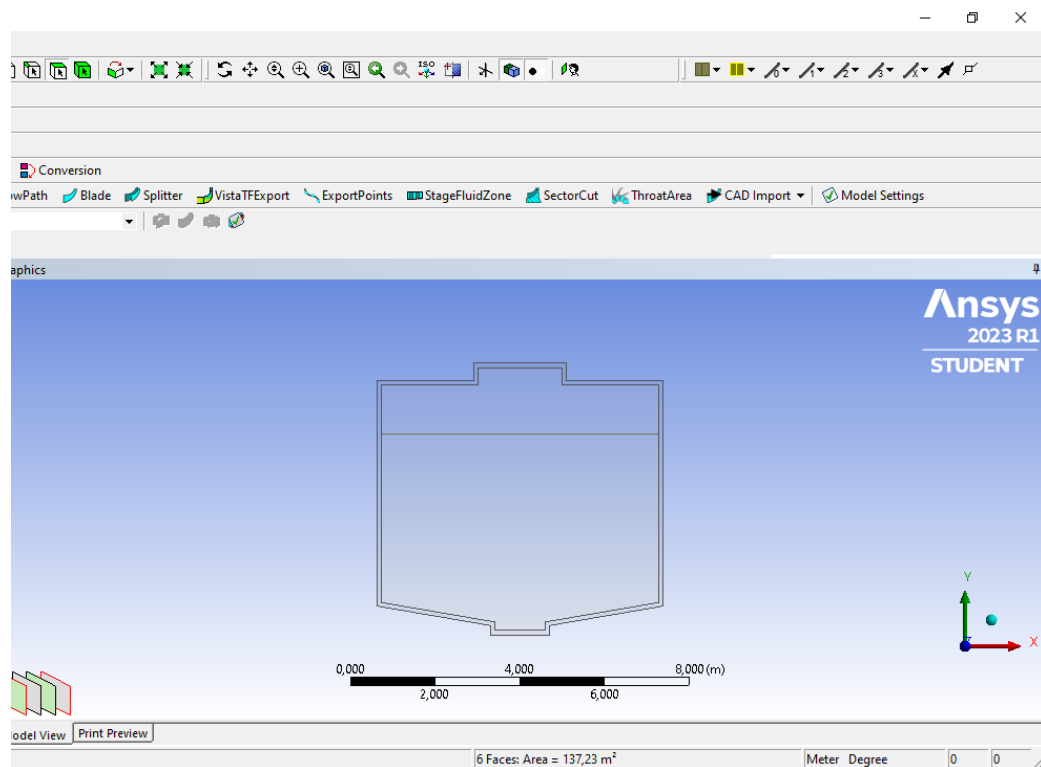 ISO
Conversion
wPath Blade Splitter VistaTFExport ExportPoints StageFluidZone SectorCut ThroatArea CAD Import Model Settings
aphics
Ansys
2023 R1
STUDENT
Y
X
0,000 4,000 8,000 (m)
2,000 6,000
odel View Print Preview
6 Faces: Area = 137,23 m² Meter Degree 0 0